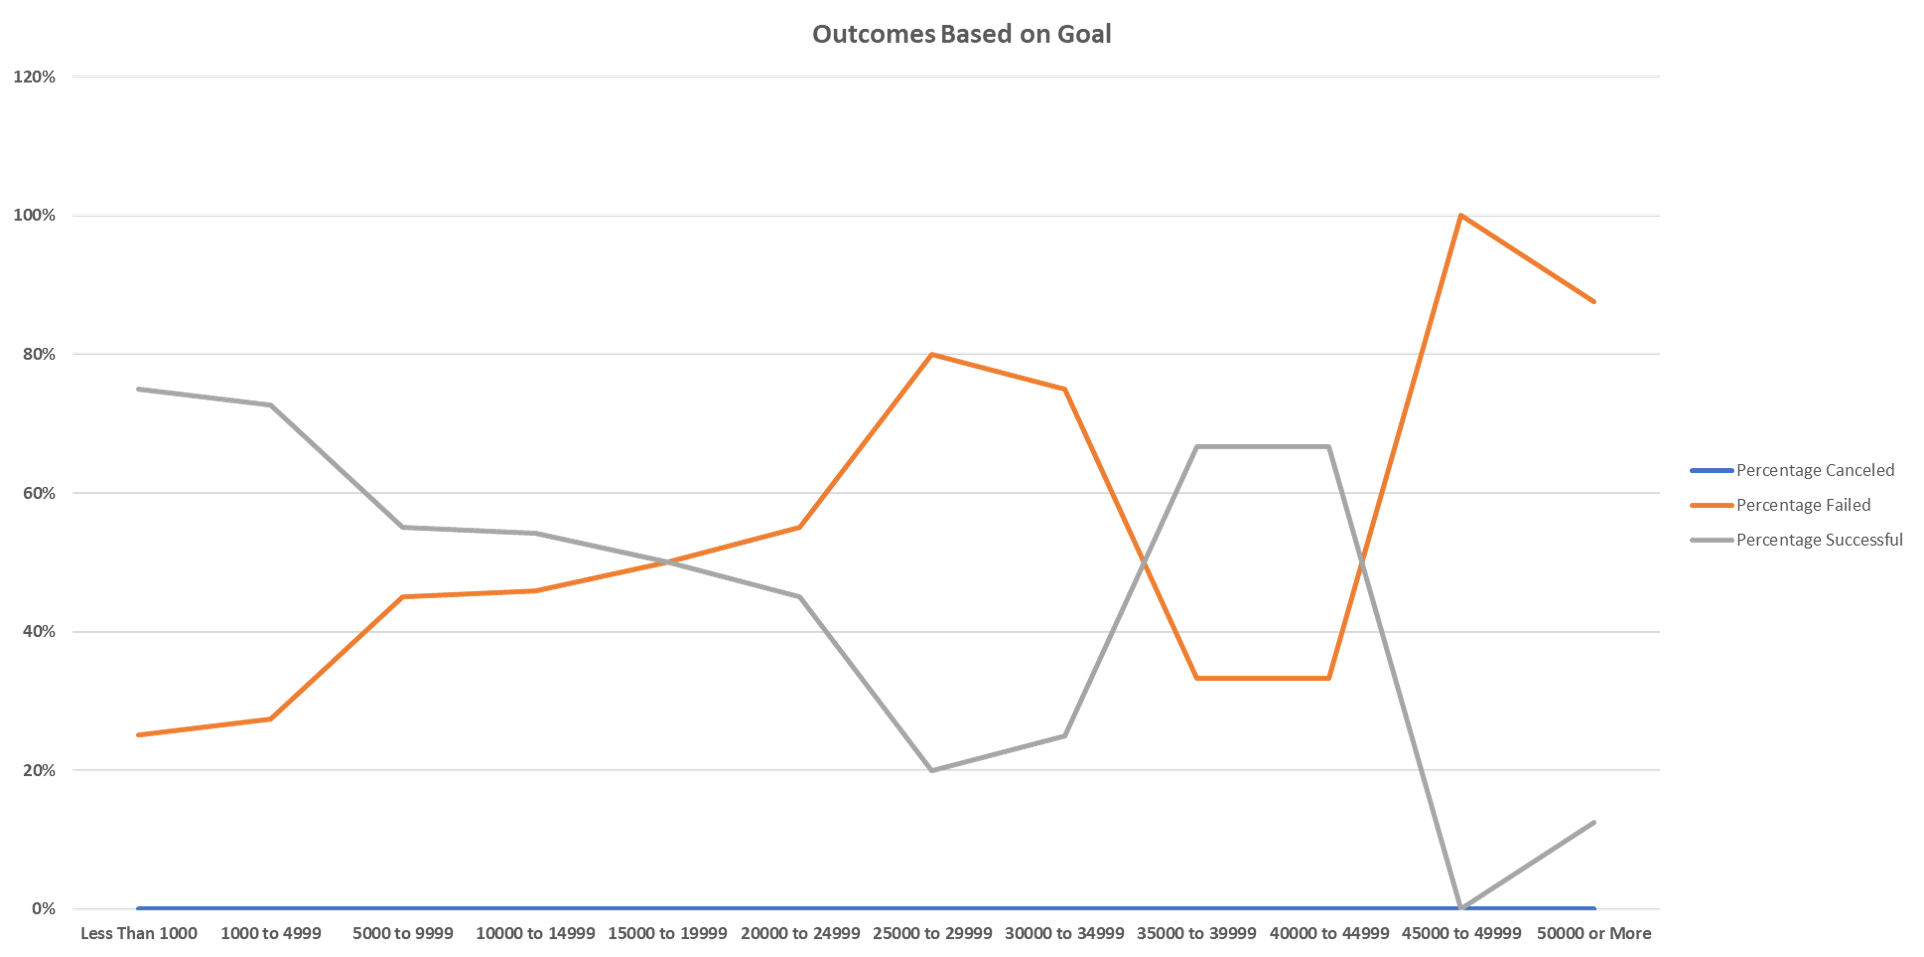 Outcomes Based on Goal
120%
100%
80%
60%
40%
20%
0%
Less Than 1000 1000 to 4999 5000 to 9999 10000 to 14999 15000 to 19999 20000 to 24999 25000 to 29999 30000 to 34999 35000 to 39999 40000 to 44999 45000 to 49999 50000 or More
Percentage Canceled
Percentage Failed
Percentage Successful